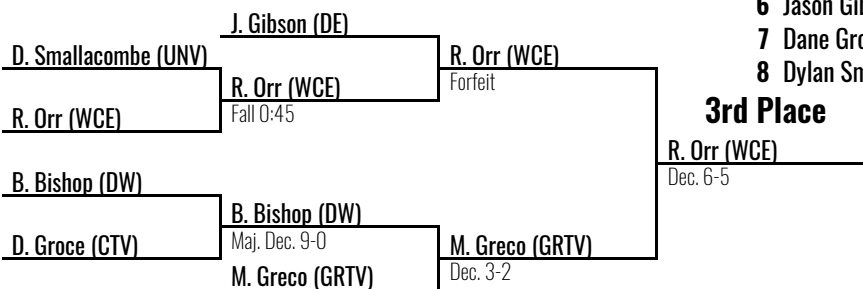 6 Jason
J. Gibson (DE)
7 Dane
D. Smallacombe (UNV)
R. Orr (WCE)
8 Dylan
Forfeit
R. Orr (WCE)
Fall 0:45
3rd Place
R. Orr (WCE)
R. Orr (WCE)
Dec. 6-5
B. Bishop (DW)
B. Bishop (DW)
Maj. Dec. 9-0
D. Groce (CTV)
M. Greco (GRTV)
Dec. 3-2
M. Greco (GRTV)